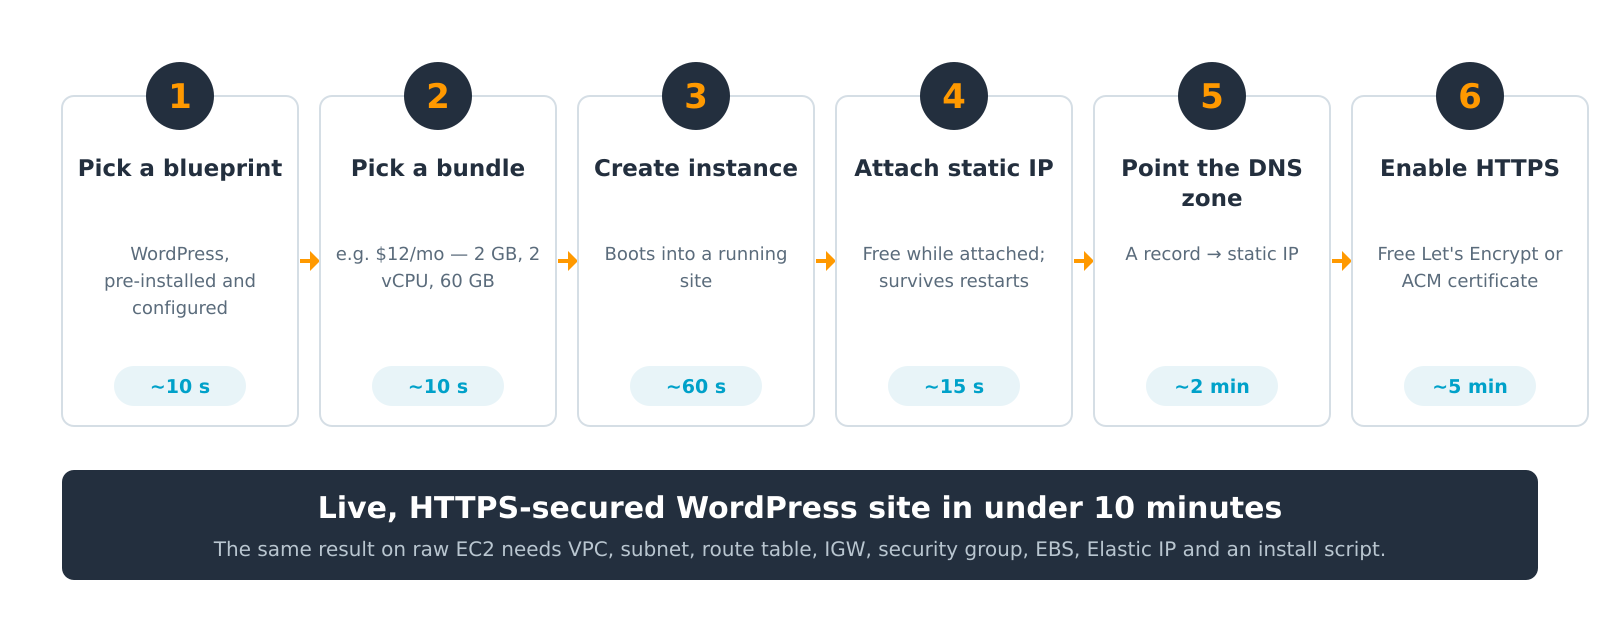 1
Pick a blueprint
WordPress,
pre-installed and
configured
~10 s
2
Pick a bundle
e.g. $12/mo — 2 GB, 2
vCPU, 60 GB
~10 s
3
Create instance
Boots into a running
site
~60 s
4
Attach static IP
Free while attached;
survives restarts
~15 s
5
Point the DNS
zone
A record → static IP
~2 min
6
Enable HTTPS
Free Let's Encrypt or
ACM certificate
~5 min
Live, HTTPS-secured WordPress site in under 10 minutes
The same result on raw EC2 needs VPC, subnet, route table, IGW, security group, EBS, Elastic IP and an install script.